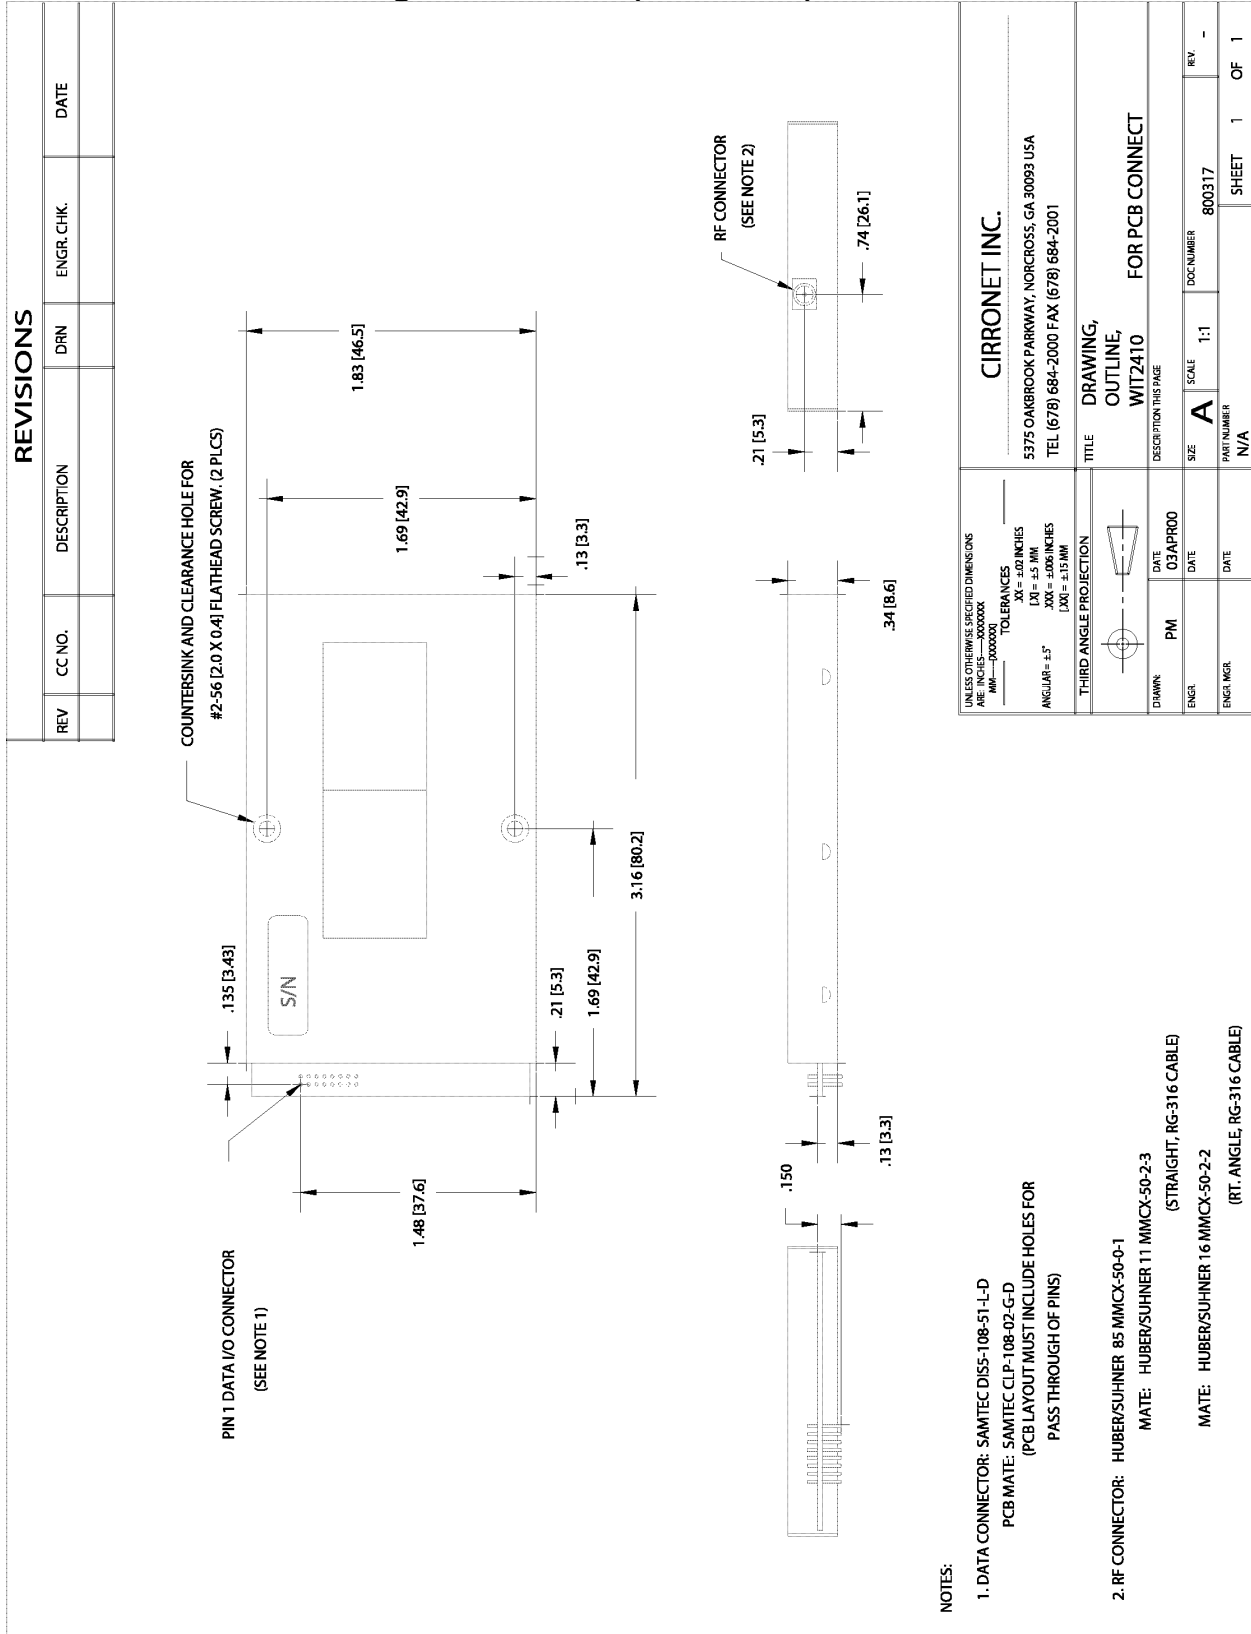 REVISIONS
REV CC NO. DESCRIPTION DRN ENGR. CHK. DATE
COUNTERSINK AND CLEARANCE HOLE FOR
#2-56 [2.0 X 0.4] FLATHEAD SCREW. (2 PLCS)
PIN 1 DATA I/O CONNECTOR
(SEE NOTE 1)
.135 [3.43]
S/N
1.83 [46.5]
1.69 [42.9]
.13 [3.3]
1.48 [37.6]
.21 [5.3]
1.69 [42.9]
3.16 [80.2]
RF CONNECTOR
(SEE NOTE 2)
.150
.13 [3.3]
.34 [8.6]
.21 [5.3]
.74 [26.1]
NOTES:
1. DATA CONNECTOR: SAMTEC DIS5-108-51-L-D
PCB MATE: SAMTEC CLP-108-02-G-D
(PCB LAYOUT MUST INCLUDE HOLES FOR
PASS THROUGH OF PINS)
2. RF CONNECTOR: HUBER/SUHNER 85 MMCX-50-0-1
MATE: HUBER/SUHNER 11 MMCX-50-2-3
(STRAIGHT, RG-316 CABLE)
MATE: HUBER/SUHNER 16 MMCX-50-2-2
(RT. ANGLE, RG-316 CABLE)
UNLESS OTHERWISE SPECIFIED DIMENSIONS
ARE: INCHES
MM
TOLERANCES
.XX = ±.02 INCHES
[.X] = ±.5 MM
.XXX = ±.006 INCHES
[.XX] = ±.15 MM
ANGULAR = ±.5°
THIRD ANGLE PROJECTION
CIRRONET INC.
5375 OAKBROOK PARKWAY, NORCROSS, GA 30093 USA
TEL (678) 684-2000 FAX (678) 684-2001
TITLE
DRAWING,
OUTLINE,
WIT2410 FOR PCB CONNECT
DRAWN: PM DATE 03APR00 DESCRIPTION THIS PAGE
ENGR. DATE SIZE A SCALE 1:1 DOC NUMBER 800317 REV. -
ENGR. MGR. DATE PART NUMBER N/A SHEET 1 OF 1